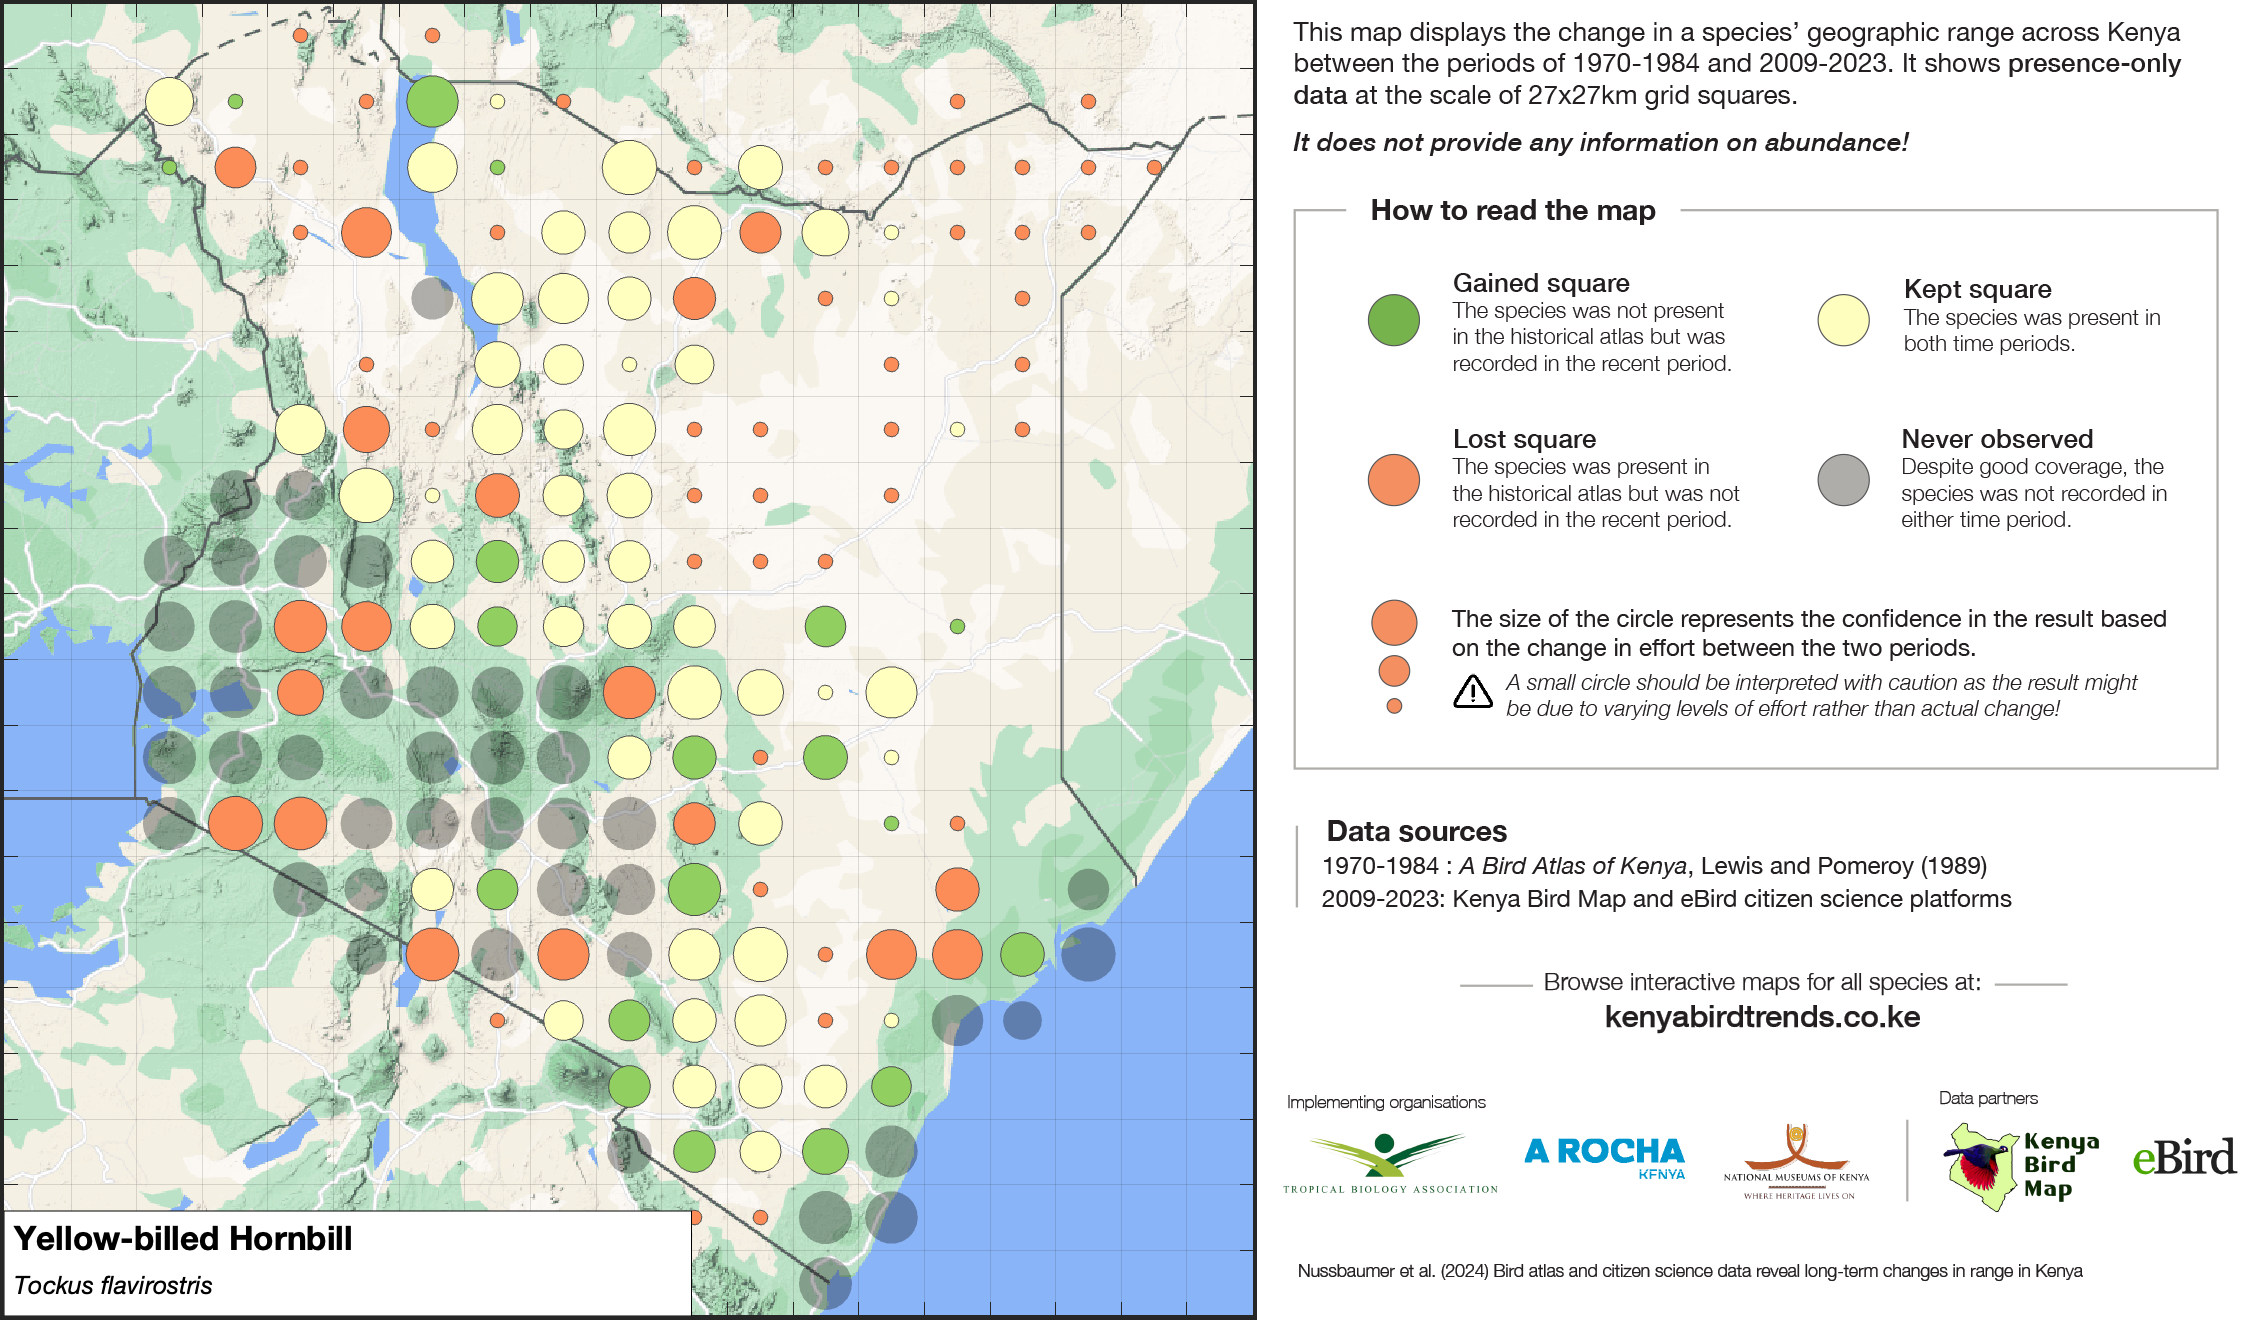 This map displays the change in a species’ geographic range across Kenya
between the periods of 1970-1984 and 2009-2023. It shows presence-only
data at the scale of 27x27km grid squares.
It does not provide any information on abundance!
How to read the map
Gained square
The species was not present
in the historical atlas but was
recorded in the recent period.
Kept square
The species was present in
both time periods.
Lost square
The species was present in
the historical atlas but was not
recorded in the recent period.
Never observed
Despite good coverage, the
species was not recorded in
either time period.
The size of the circle represents the confidence in the result based
on the change in effort between the two periods.
A small circle should be interpreted with caution as the result might
be due to varying levels of effort rather than actual change!
Data sources
1970-1984 : A Bird Atlas of Kenya, Lewis and Pomeroy (1989)
2009-2023: Kenya Bird Map and eBird citizen science platforms
Browse interactive maps for all species at:
kenyabirdtrends.co.ke
Implementing organisations
Data partners
TROPICAL BIOLOGY ASSOCIATION
A ROCHA
KENYA
NATIONAL MUSEUMS OF KENYA
WHERE HERITAGE LIVES ON
Kenya
Bird
Map
eBird
Yellow-billed Hornbill
Tockus flavirostris
Nussbaumer et al. (2024) Bird atlas and citizen science data reveal long-term changes in range in Kenya